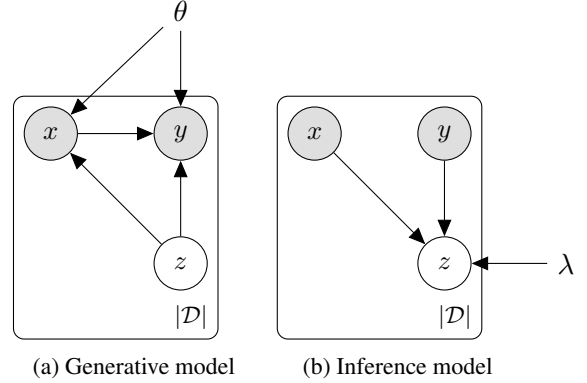 θ
x y x y
z z λ
|𝒟| |𝒟|
(a) Generative model (b) Inference model